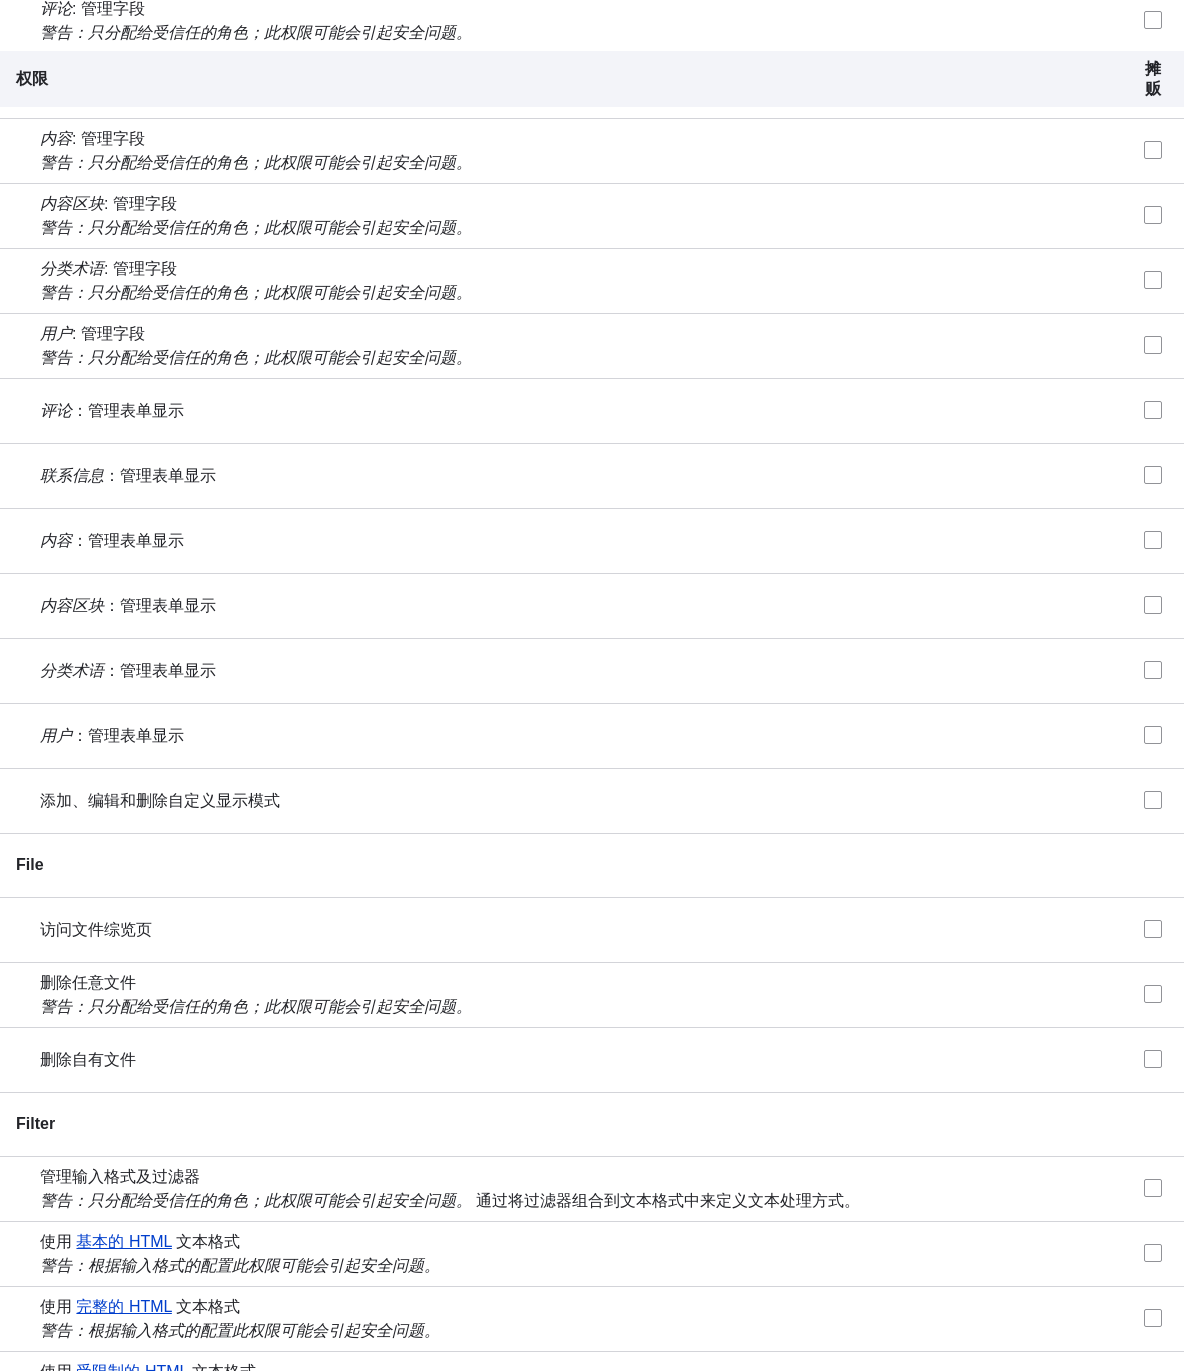 评论: 管理字段
警告：只分配给受信任的角色；此权限可能会引起安全问题。
权限
摊
贩
内容: 管理字段
警告：只分配给受信任的角色；此权限可能会引起安全问题。
内容区块: 管理字段
警告：只分配给受信任的角色；此权限可能会引起安全问题。
分类术语: 管理字段
警告：只分配给受信任的角色；此权限可能会引起安全问题。
用户: 管理字段
警告：只分配给受信任的角色；此权限可能会引起安全问题。
评论：管理表单显示
联系信息：管理表单显示
内容：管理表单显示
内容区块：管理表单显示
分类术语：管理表单显示
用户：管理表单显示
添加、编辑和删除自定义显示模式
File
访问文件综览页
删除任意文件
警告：只分配给受信任的角色；此权限可能会引起安全问题。
删除自有文件
Filter
管理输入格式及过滤器
警告：只分配给受信任的角色；此权限可能会引起安全问题。 通过将过滤器组合到文本格式中来定义文本处理方式。
使用 基本的 HTML 文本格式
警告：根据输入格式的配置此权限可能会引起安全问题。
使用 完整的 HTML 文本格式
警告：根据输入格式的配置此权限可能会引起安全问题。
使用 受限制的 HTML 文本格式